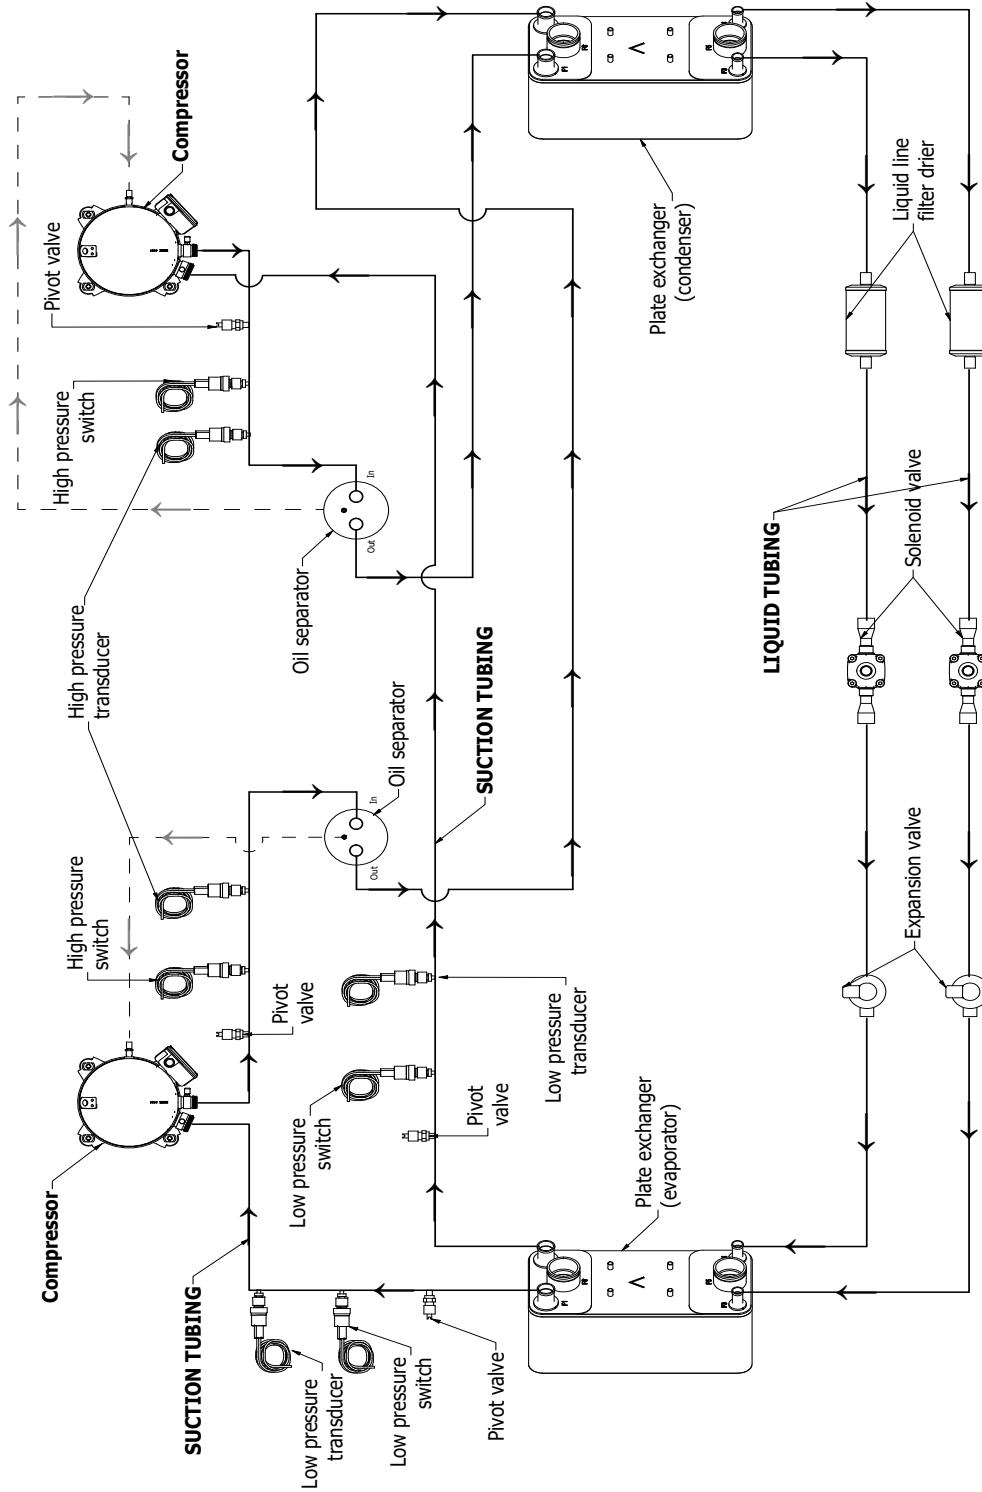 Compressor
High pressure
switch
High pressure
transducer
High pressure
switch
Pivot valve
Compressor
SUCTION TUBING
Low pressure
switch
Pivot
valve
Oil separator
Low pressure
transducer
Out
In
Out
In
Low pressure
switch
Oil separator
Pivot valve
Pivot
valve
SUCTION TUBING
Low pressure
transducer
Plate exchanger
(evaporator)
Plate exchanger
(condenser)
V
V
LIQUID TUBING
Expansion valve
Solenoid valve
Liquid line
filter drier